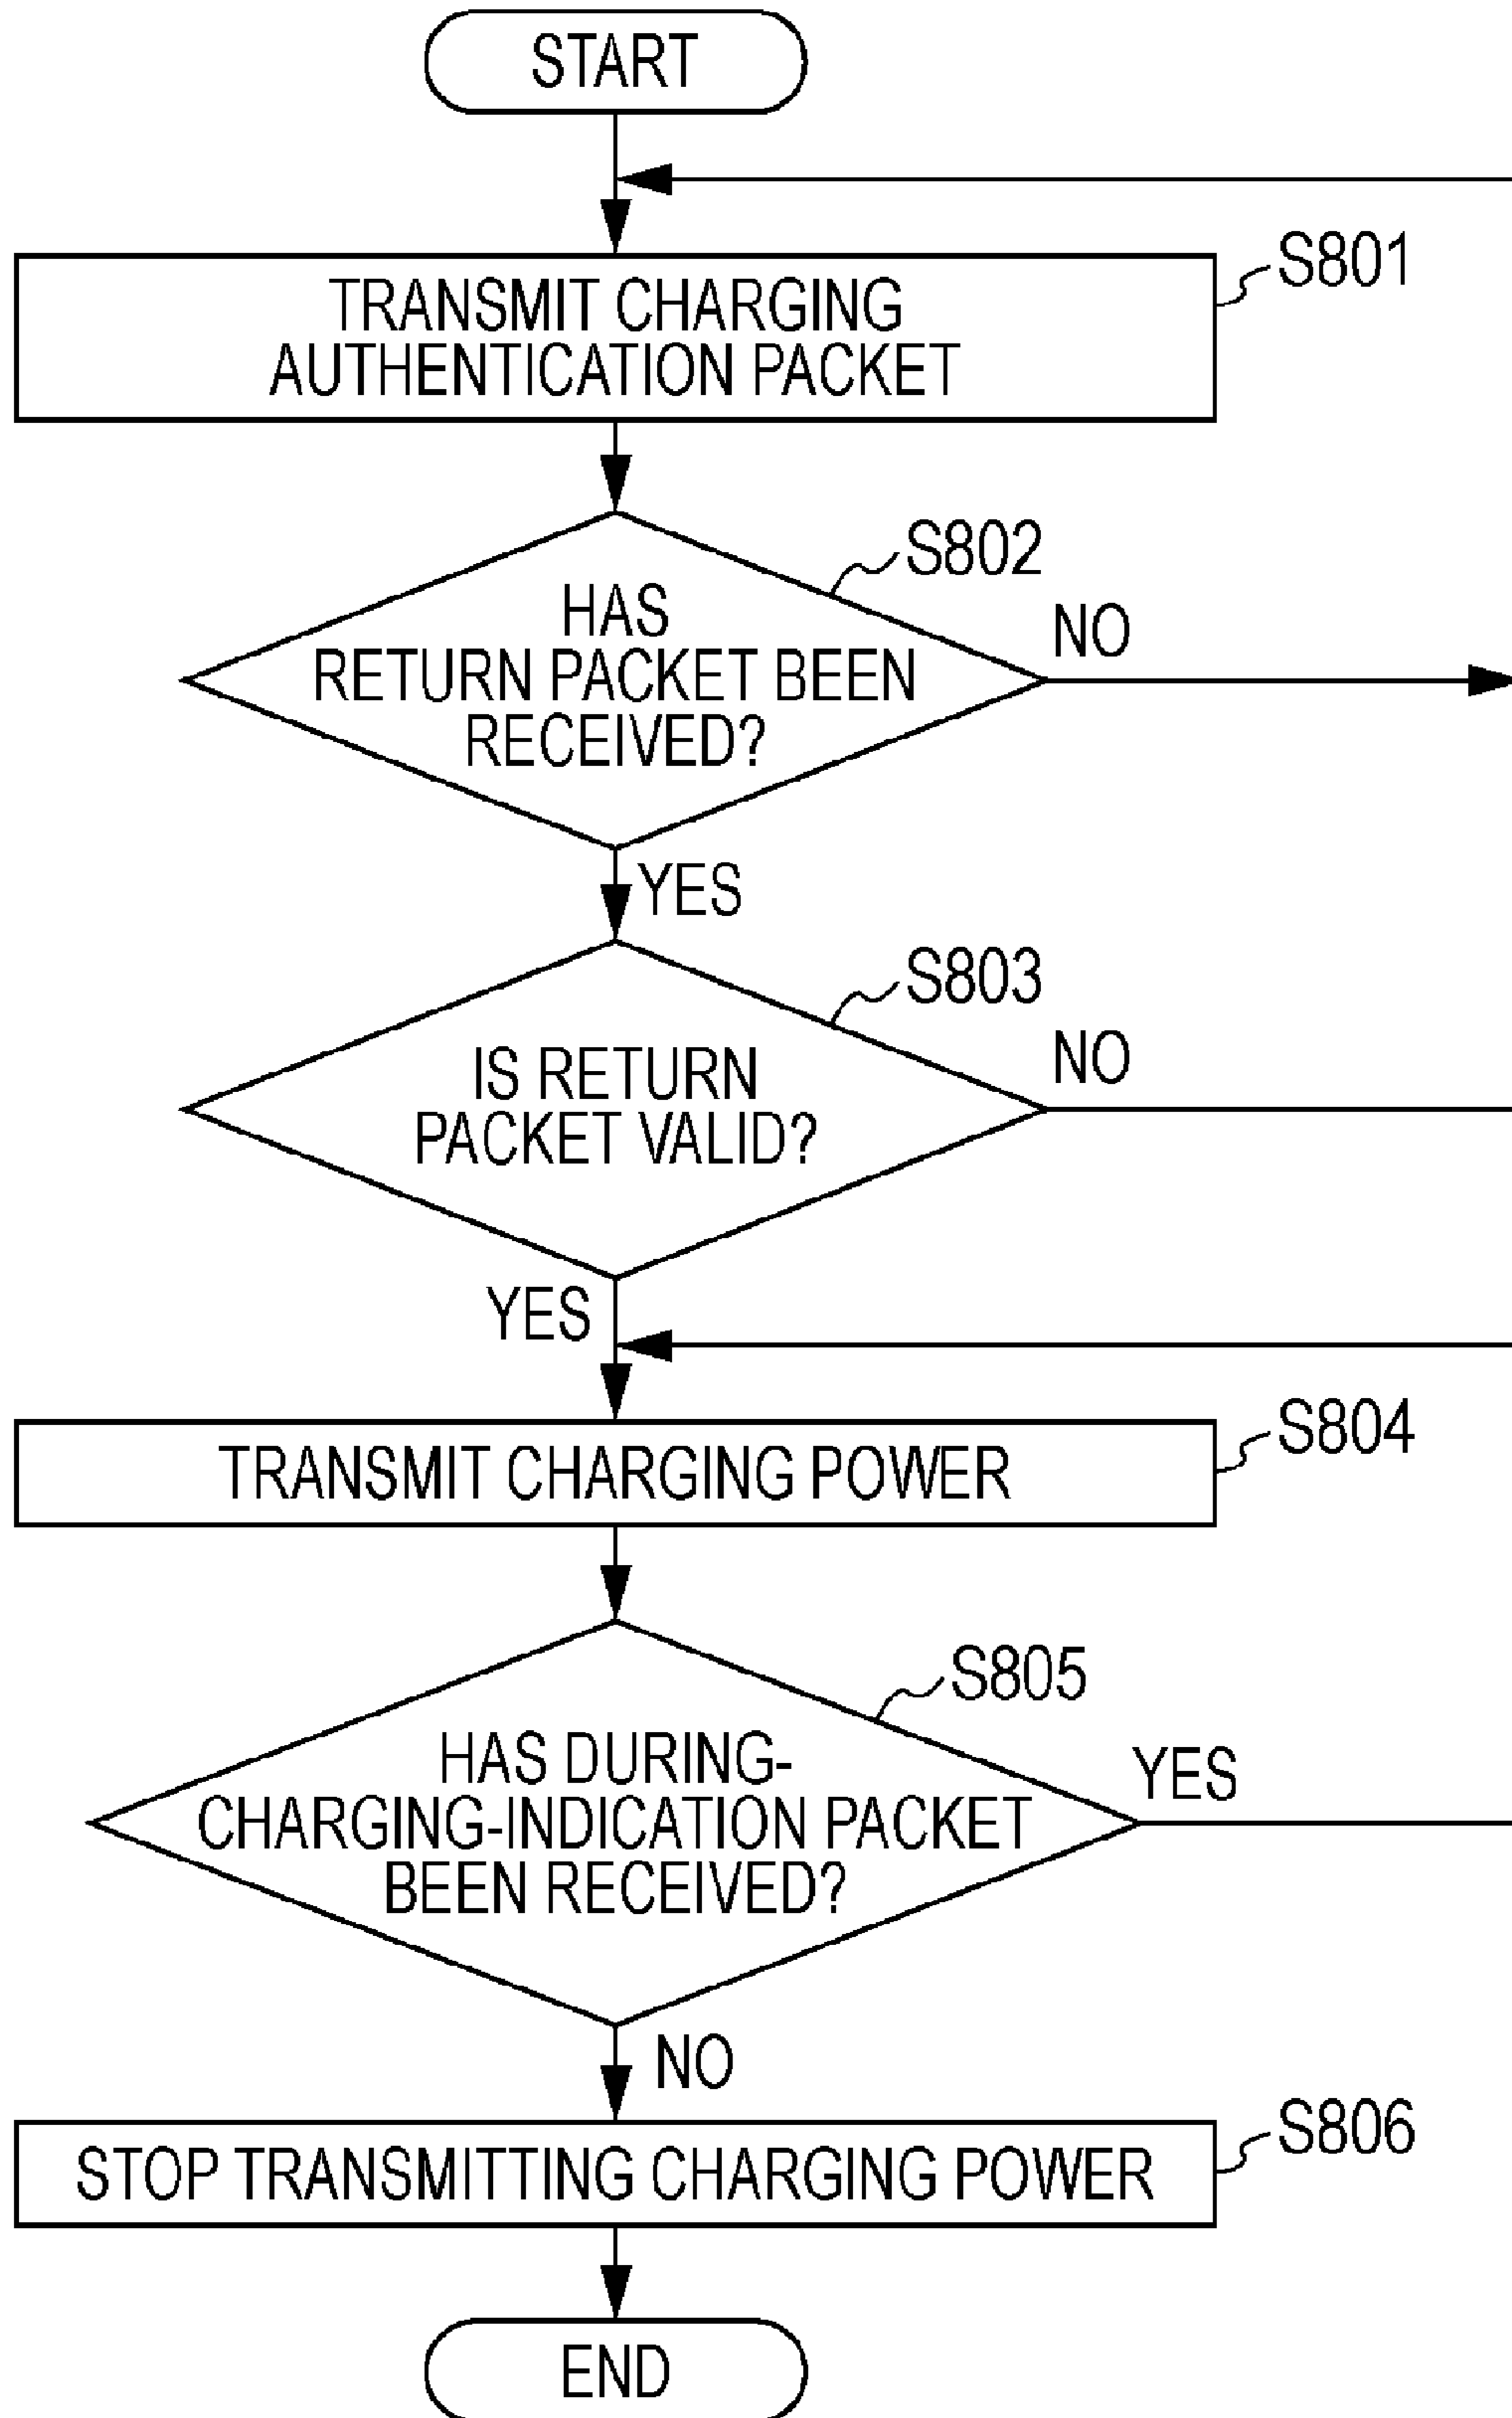 START
S801
TRANSMIT CHARGING
AUTHENTICATION PACKET
S802
HAS
RETURN PACKET BEEN
RECEIVED?
NO
YES
S803
IS RETURN
PACKET VALID?
NO
YES
S804
TRANSMIT CHARGING POWER
S805
HAS DURING-
CHARGING-INDICATION PACKET
BEEN RECEIVED?
YES
NO
S806
STOP TRANSMITTING CHARGING POWER
END